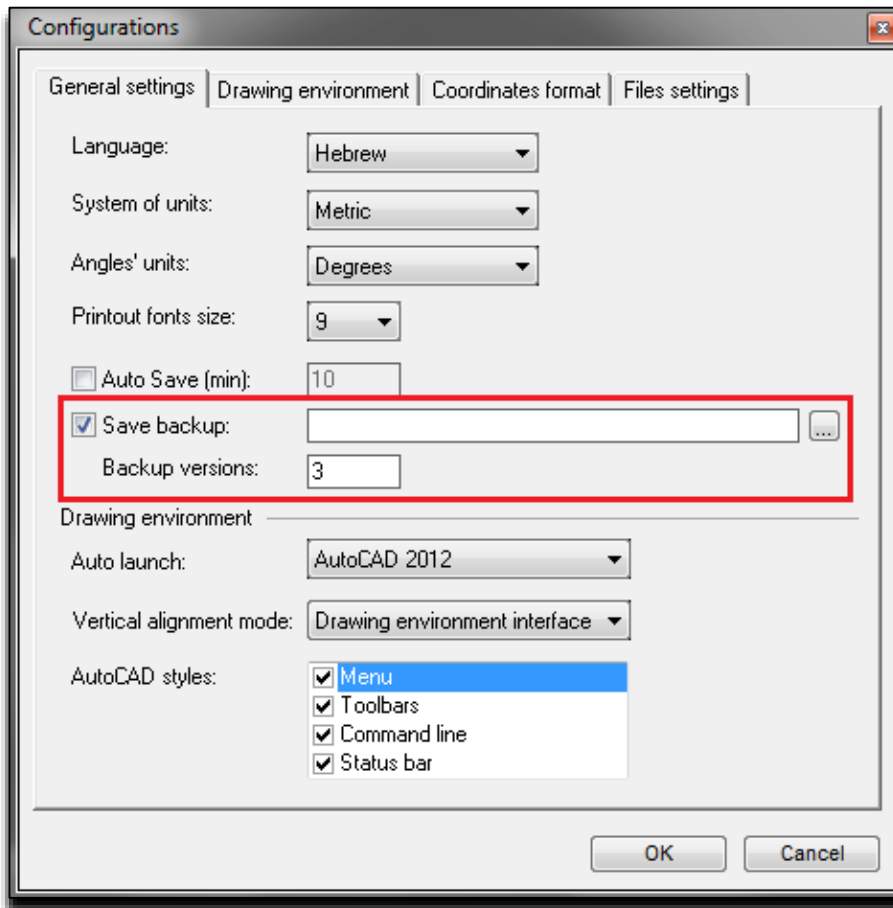 Configurations
General settings Drawing environment Coordinates format Files settings
Language: Hebrew
System of units: Metric
Angles' units: Degrees
Printout fonts size: 9
Auto Save (min): 10
Save backup: ...
Backup versions: 3
Drawing environment
Auto launch: AutoCAD 2012
Vertical alignment mode: Drawing environment interface
AutoCAD styles: Menu
Toolbars
Command line
Status bar
OK Cancel